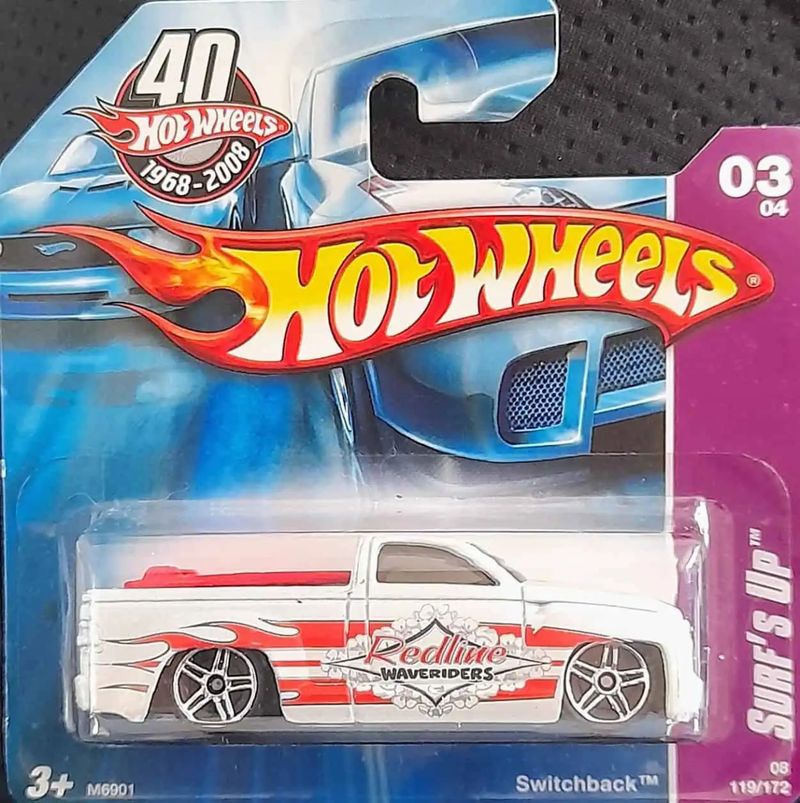 40
HOT WHEELS®
1968-2008
03
04
HOT WHEELS®
Redline
WAVERIDERS
SURF'S UP™
3+
M6901
Switchback™
08
119/172